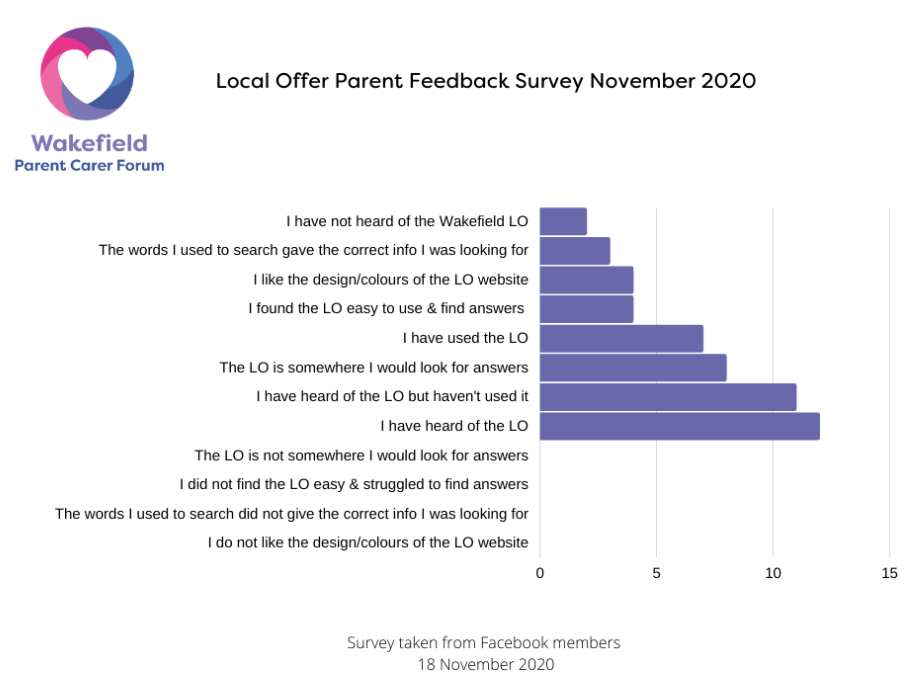 Local Offer Parent Feedback Survey November 2020
Wakefield
Parent Carer Forum
I have not heard of the Wakefield LO
The words I used to search gave the correct info I was looking for
I like the design/colours of the LO website
I found the LO easy to use & find answers
I have used the LO
The LO is somewhere I would look for answers
I have heard of the LO but haven't used it
I have heard of the LO
The LO is not somewhere I would look for answers
I did not find the LO easy & struggled to find answers
The words I used to search did not give the correct info I was looking for
I do not like the design/colours of the LO website
0 5 10 15
Survey taken from Facebook members
18 November 2020